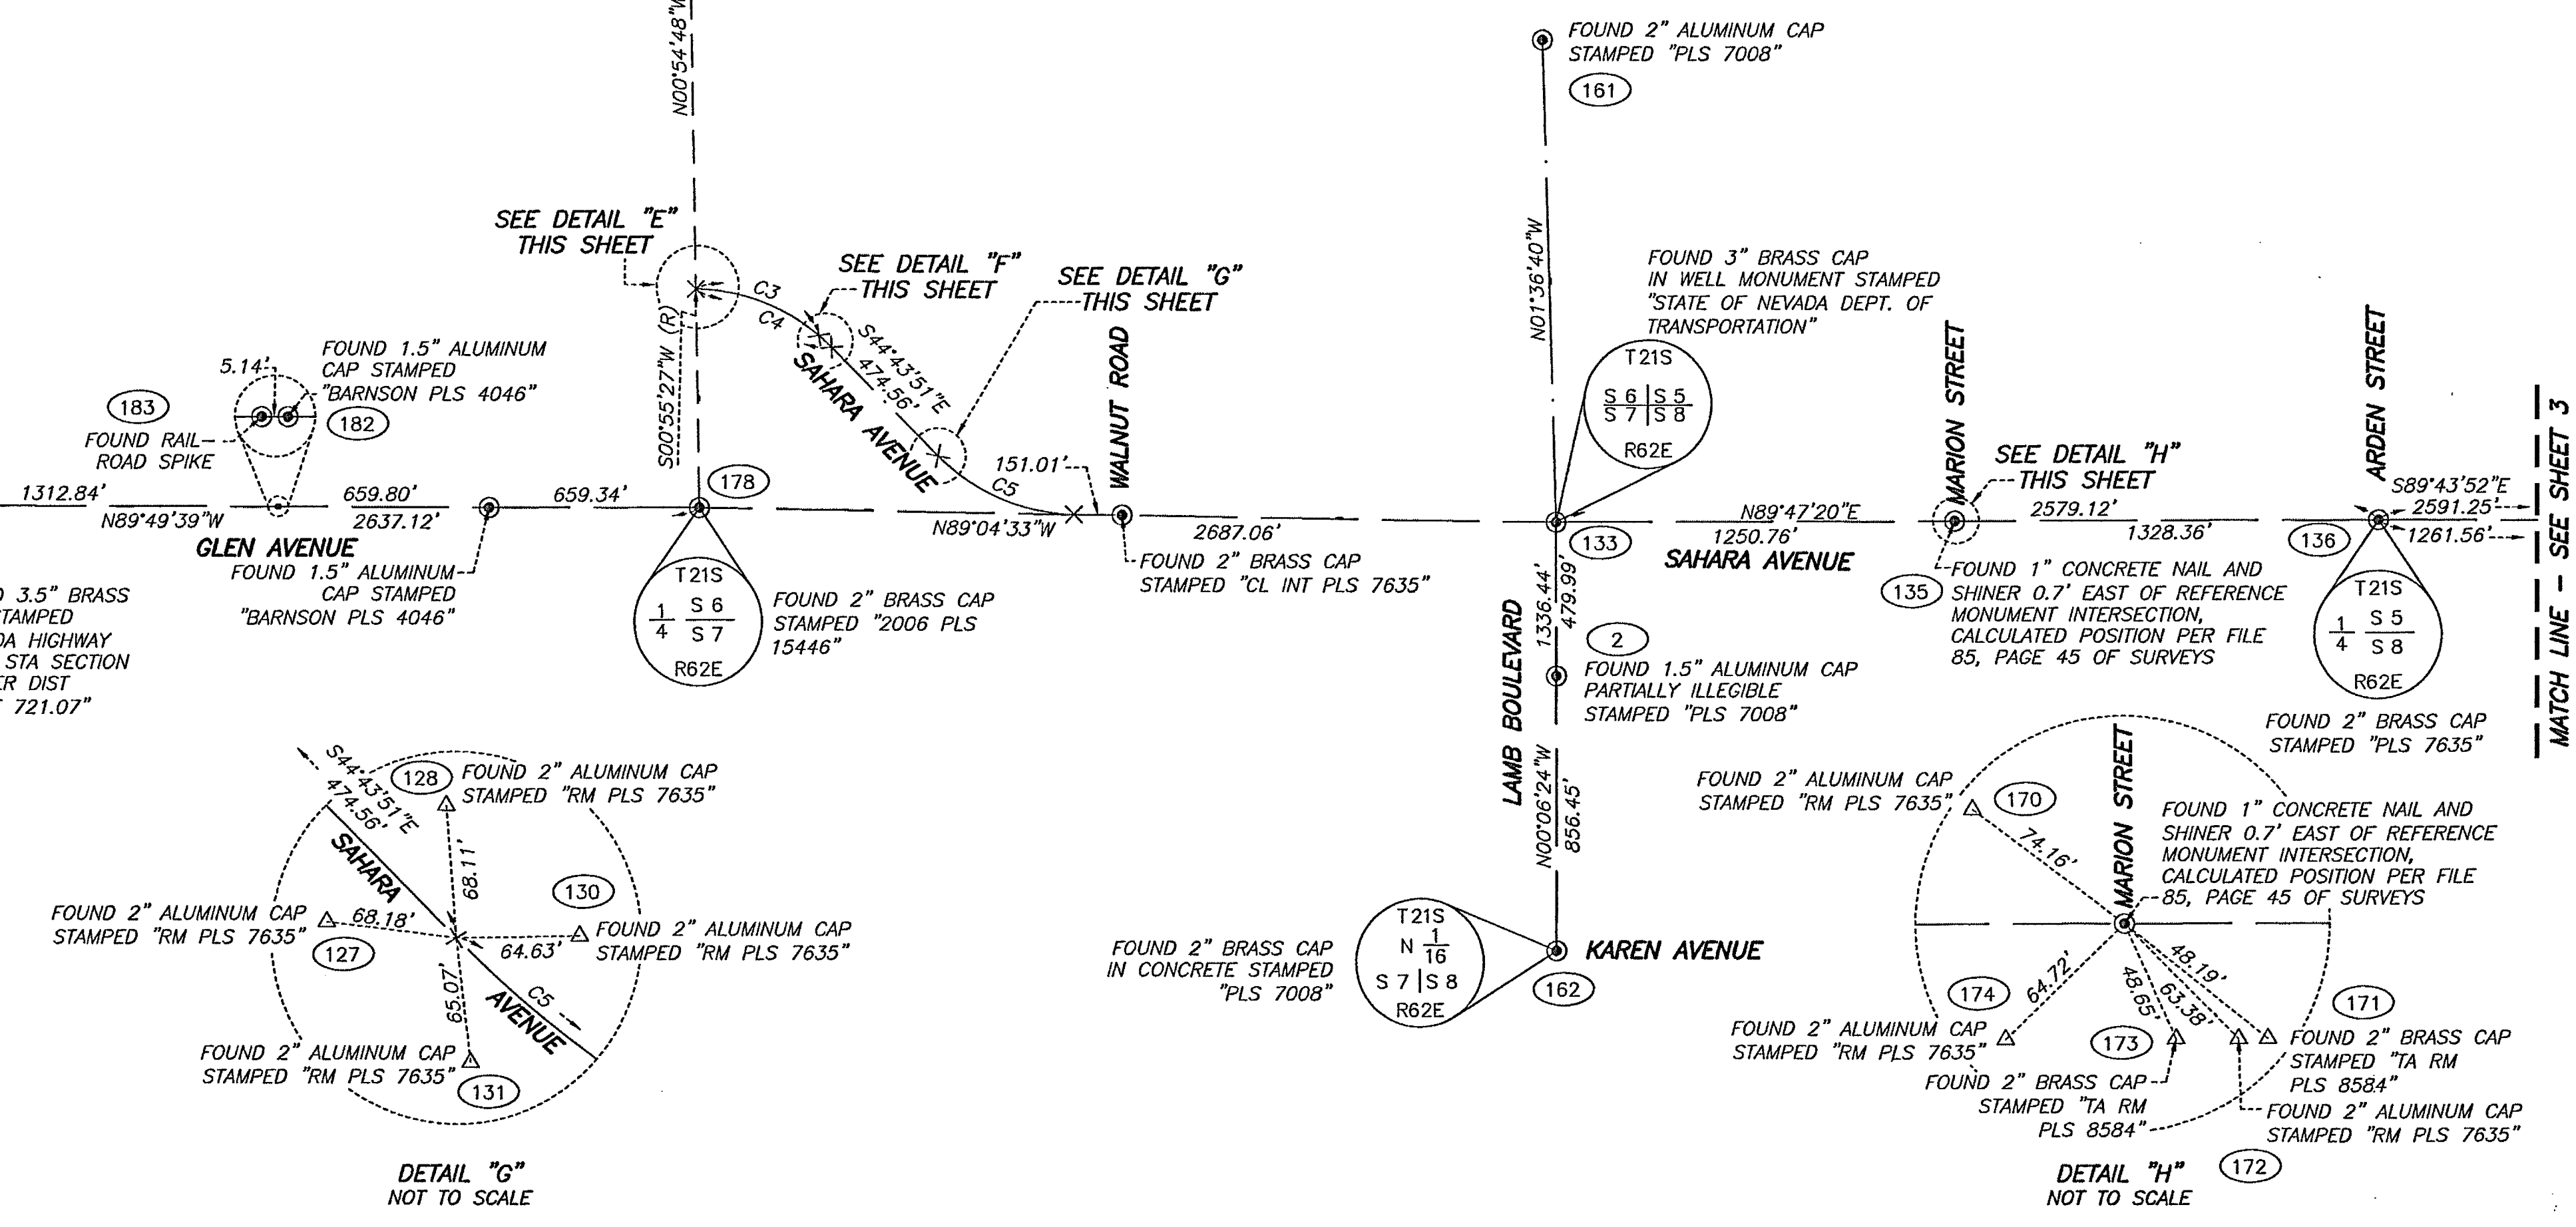 N00°54'48"W
FOUND 2" ALUMINUM CAP
STAMPED "PLS 7008"
161
SEE DETAIL "E"
THIS SHEET
SEE DETAIL "F"
THIS SHEET
SEE DETAIL "G"
THIS SHEET
C3
C4
S44°43'51"E
474.56'
SAHARA AVENUE
S00°55'27"W (R)
WALNUT ROAD
N01°36'40"W
FOUND 3" BRASS CAP
IN WELL MONUMENT STAMPED
"STATE OF NEVADA DEPT. OF
TRANSPORTATION"
T21S
S 6 | S 5
S 7 | S 8
R62E
MARION STREET
SEE DETAIL "H"
THIS SHEET
ARDEN STREET
MATCH LINE - SEE SHEET 3
5.14'
FOUND 1.5" ALUMINUM
CAP STAMPED
"BARNSON PLS 4046"
183
182
FOUND RAIL-
ROAD SPIKE
1312.84'
N89°49'39"W
659.80'
2637.12'
659.34'
178
151.01'
C5
N89°04'33"W
2687.06'
133
N89°47'20"E
1250.76'
2579.12'
1328.36'
136
S89°43'52"E
2591.25'
1261.56'
GLEN AVENUE
FOUND 1.5" ALUMINUM
CAP STAMPED
"BARNSON PLS 4046"
T21S
1/4 S 6
S 7
R62E
FOUND 2" BRASS CAP
STAMPED "2006 PLS
15446"
FOUND 2" BRASS CAP
STAMPED "CL INT PLS 7635"
SAHARA AVENUE
135
FOUND 1" CONCRETE NAIL AND
SHINER 0.7' EAST OF REFERENCE
MONUMENT INTERSECTION,
CALCULATED POSITION PER FILE
85, PAGE 45 OF SURVEYS
T21S
1/4 S 5
S 8
R62E
FOUND 2" BRASS CAP
STAMPED "PLS 7635"
3.5" BRASS
STAMPED
HIGHWAY
STA SECTION
DIST
721.07"
LAMB BOULEVARD
1336.44'
479.99'
2
FOUND 1.5" ALUMINUM CAP
PARTIALLY ILLEGIBLE
STAMPED "PLS 7008"
N00°06'24"W
856.45'
KAREN AVENUE
162
T21S
N 1/16
S 7 | S 8
R62E
FOUND 2" BRASS CAP
IN CONCRETE STAMPED
"PLS 7008"
S44°43'51"E
474.56'
SAHARA
AVENUE
128
FOUND 2" ALUMINUM CAP
STAMPED "RM PLS 7635"
68.11'
130
FOUND 2" ALUMINUM CAP
STAMPED "RM PLS 7635"
64.63'
FOUND 2" ALUMINUM CAP
STAMPED "RM PLS 7635"
68.18'
127
65.07'
C5
FOUND 2" ALUMINUM CAP
STAMPED "RM PLS 7635"
131
DETAIL "G"
NOT TO SCALE
FOUND 2" ALUMINUM CAP
STAMPED "RM PLS 7635"
170
74.16'
MARION STREET
FOUND 1" CONCRETE NAIL AND
SHINER 0.7' EAST OF REFERENCE
MONUMENT INTERSECTION,
CALCULATED POSITION PER FILE
85, PAGE 45 OF SURVEYS
174
64.72'
48.65'
63.38'
48.19'
171
FOUND 2" ALUMINUM CAP
STAMPED "RM PLS 7635"
173
FOUND 2" BRASS CAP
STAMPED "TA RM
PLS 8584"
FOUND 2" BRASS CAP
STAMPED "TA RM
PLS 8584"
FOUND 2" ALUMINUM CAP
STAMPED "RM PLS 7635"
172
DETAIL "H"
NOT TO SCALE